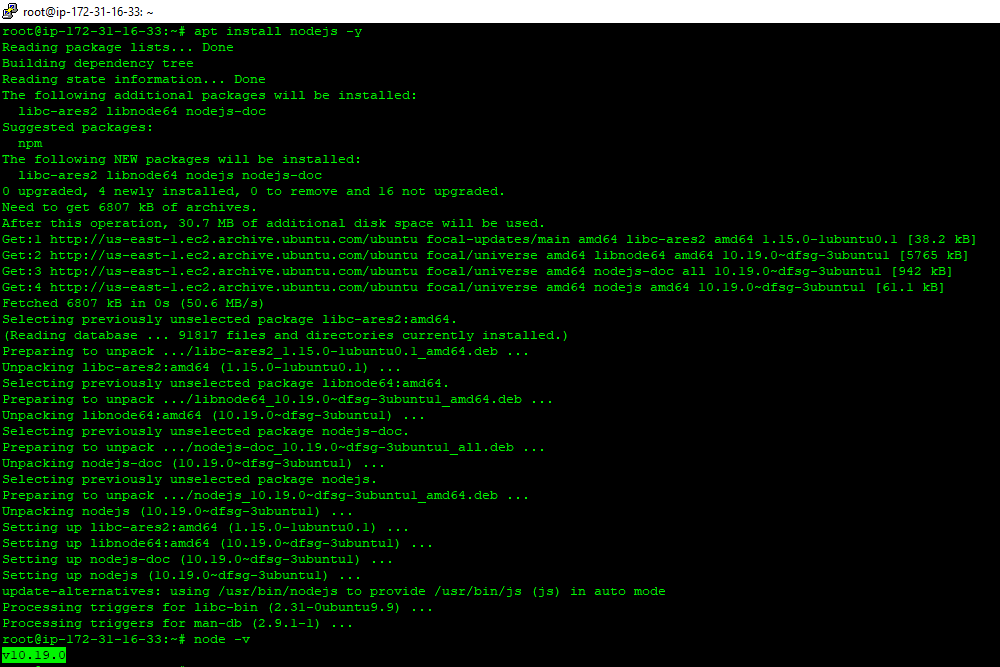 root@ip-172-31-16-33: ~
root@ip-172-31-16-33:~# apt install nodejs -y
Reading package lists... Done
Building dependency tree
Reading state information... Done
The following additional packages will be installed:
  libc-ares2 libnode64 nodejs-doc
Suggested packages:
  npm
The following NEW packages will be installed:
  libc-ares2 libnode64 nodejs nodejs-doc
0 upgraded, 4 newly installed, 0 to remove and 16 not upgraded.
Need to get 6807 kB of archives.
After this operation, 30.7 MB of additional disk space will be used.
Get:1 http://us-east-1.ec2.archive.ubuntu.com/ubuntu focal-updates/main amd64 libc-ares2 amd64 1.15.0-1ubuntu0.1 [38.2 kB]
Get:2 http://us-east-1.ec2.archive.ubuntu.com/ubuntu focal/universe amd64 libnode64 amd64 10.19.0~dfsg-3ubuntu1 [5765 kB]
Get:3 http://us-east-1.ec2.archive.ubuntu.com/ubuntu focal/universe amd64 nodejs-doc all 10.19.0~dfsg-3ubuntu1 [942 kB]
Get:4 http://us-east-1.ec2.archive.ubuntu.com/ubuntu focal/universe amd64 nodejs amd64 10.19.0~dfsg-3ubuntu1 [61.1 kB]
Fetched 6807 kB in 0s (50.6 MB/s)
Selecting previously unselected package libc-ares2:amd64.
(Reading database ... 91817 files and directories currently installed.)
Preparing to unpack .../libc-ares2_1.15.0-1ubuntu0.1_amd64.deb ...
Unpacking libc-ares2:amd64 (1.15.0-1ubuntu0.1) ...
Selecting previously unselected package libnode64:amd64.
Preparing to unpack .../libnode64_10.19.0~dfsg-3ubuntu1_amd64.deb ...
Unpacking libnode64:amd64 (10.19.0~dfsg-3ubuntu1) ...
Selecting previously unselected package nodejs-doc.
Preparing to unpack .../nodejs-doc_10.19.0~dfsg-3ubuntu1_all.deb ...
Unpacking nodejs-doc (10.19.0~dfsg-3ubuntu1) ...
Selecting previously unselected package nodejs.
Preparing to unpack .../nodejs_10.19.0~dfsg-3ubuntu1_amd64.deb ...
Unpacking nodejs (10.19.0~dfsg-3ubuntu1) ...
Setting up libc-ares2:amd64 (1.15.0-1ubuntu0.1) ...
Setting up libnode64:amd64 (10.19.0~dfsg-3ubuntu1) ...
Setting up nodejs-doc (10.19.0~dfsg-3ubuntu1) ...
Setting up nodejs (10.19.0~dfsg-3ubuntu1) ...
update-alternatives: using /usr/bin/nodejs to provide /usr/bin/js (js) in auto mode
Processing triggers for libc-bin (2.31-0ubuntu9.9) ...
Processing triggers for man-db (2.9.1-1) ...
root@ip-172-31-16-33:~# node -v
v10.19.0